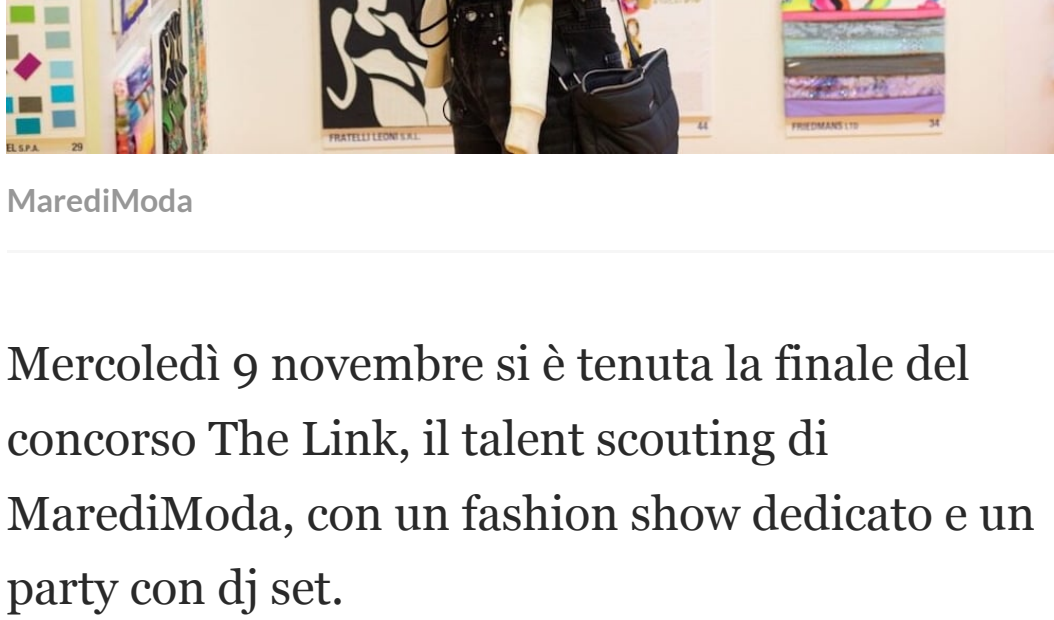 EL S.P.A. 29
FRATELLI LEONI S.R.L.
44
FRIEDMANS LTD 34
MarediModa
Mercoledì 9 novembre si è tenuta la finale del
concorso The Link, il talent scouting di
MarediModa, con un fashion show dedicato e un
party con dj set.